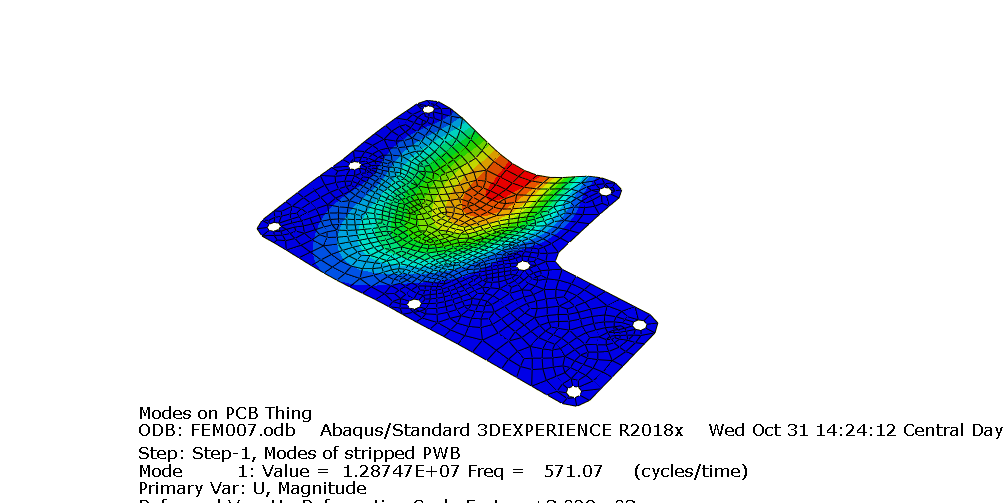 Modes on PCB Thing
ODB: FEM007.odb Abaqus/Standard 3DEXPERIENCE R2018x Wed Oct 31 14:24:12 Central Day
Step: Step-1, Modes of stripped PWB
Mode 1: Value = 1.28747E+07 Freq = 571.07 (cycles/time)
Primary Var: U, Magnitude